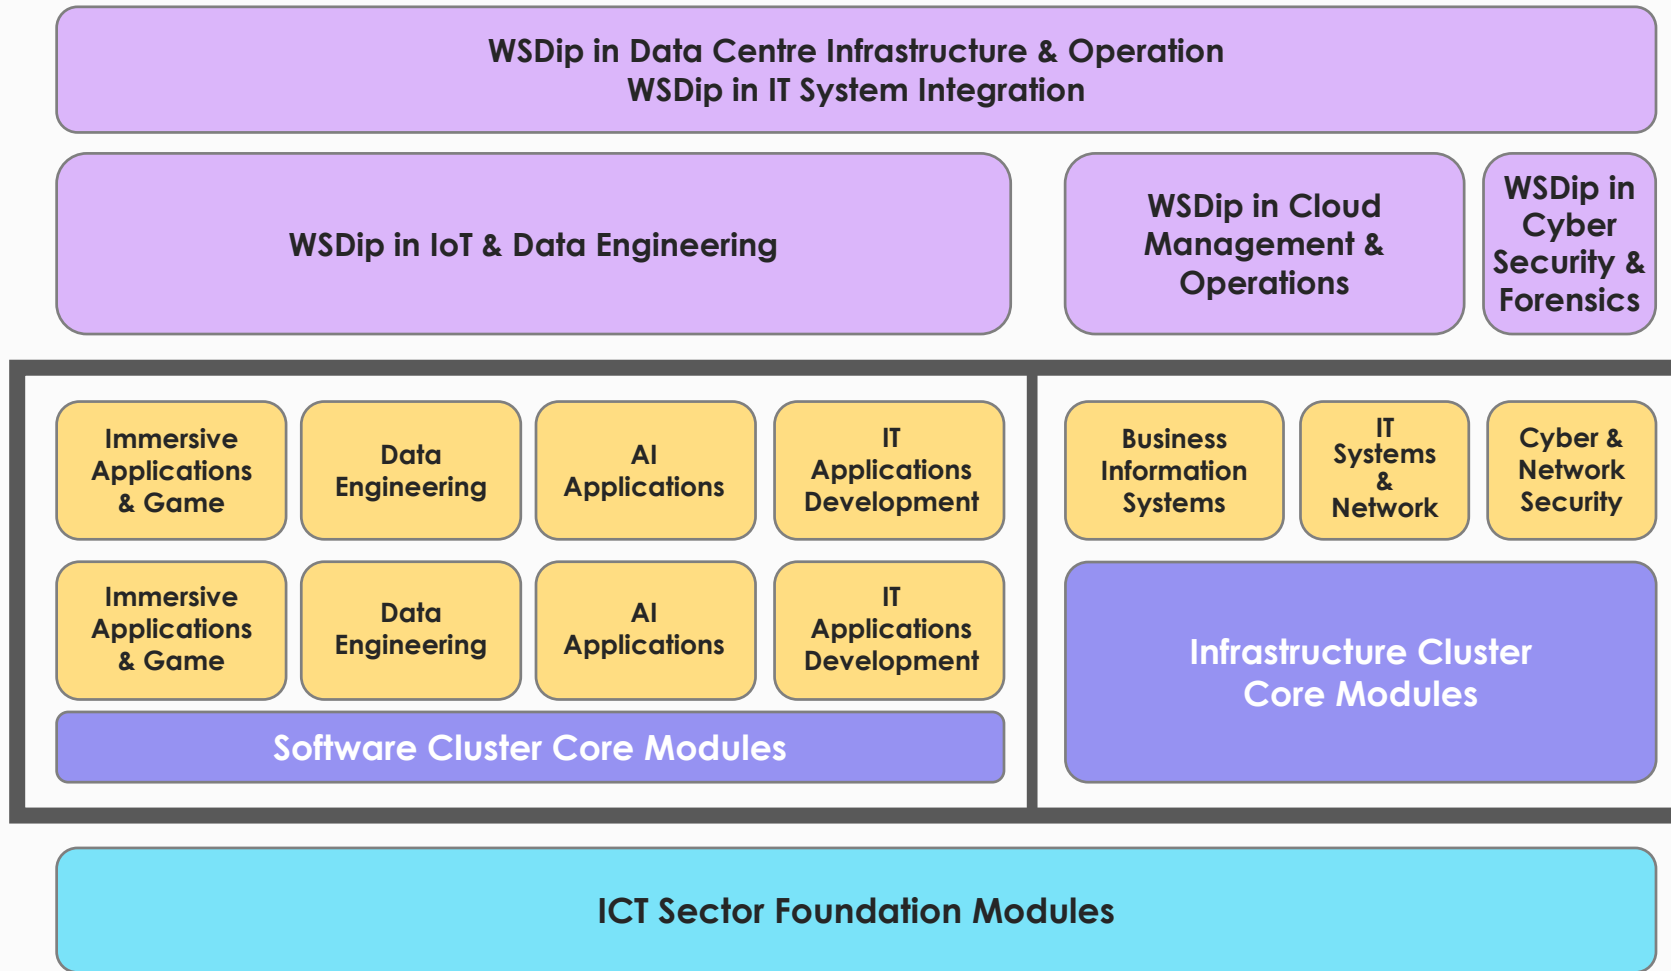 WSDip in Data Centre Infrastructure & Operation
WSDip in IT System Integration
WSDip in IoT & Data Engineering
WSDip in Cloud
Management &
Operations
WSDip in
Cyber
Security &
Forensics
Immersive
Applications
& Game
Data
Engineering
AI
Applications
IT
Applications
Development
Business
Information
Systems
IT
Systems
&
Network
Cyber &
Network
Security
Immersive
Applications
& Game
Data
Engineering
AI
Applications
IT
Applications
Development
Software Cluster Core Modules
Infrastructure Cluster
Core Modules
ICT Sector Foundation Modules